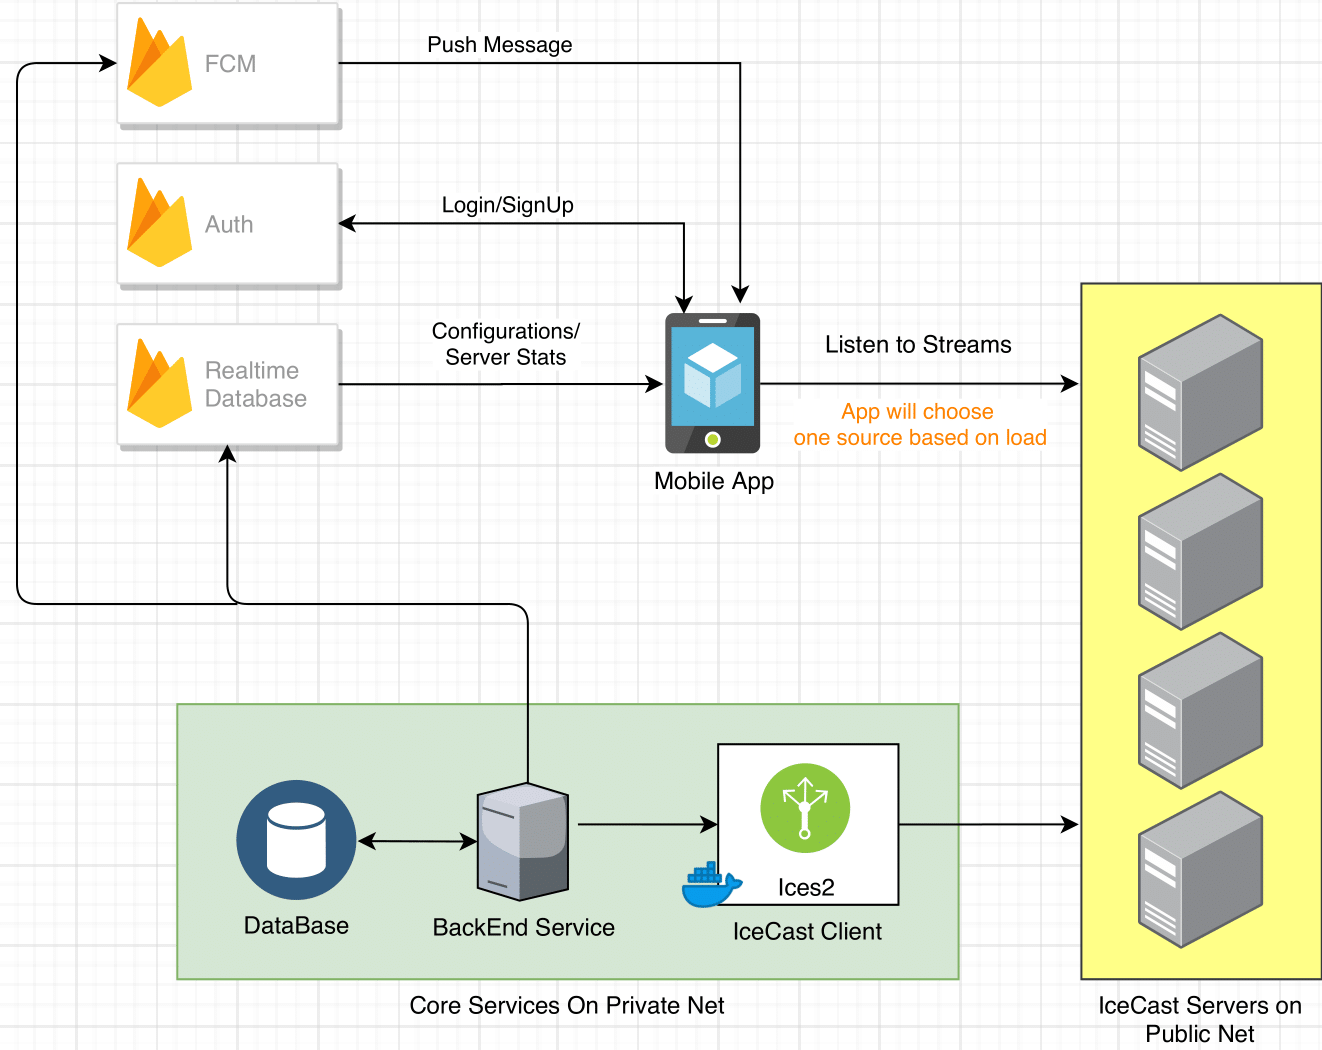 Push Message
FCM
Login/SignUp
Auth
Configurations/
Server Stats
Realtime
Database
Listen to Streams
App will choose
one source based on load
Mobile App
Ices2
DataBase
BackEnd Service
IceCast Client
Core Services On Private Net
IceCast Servers on
Public Net